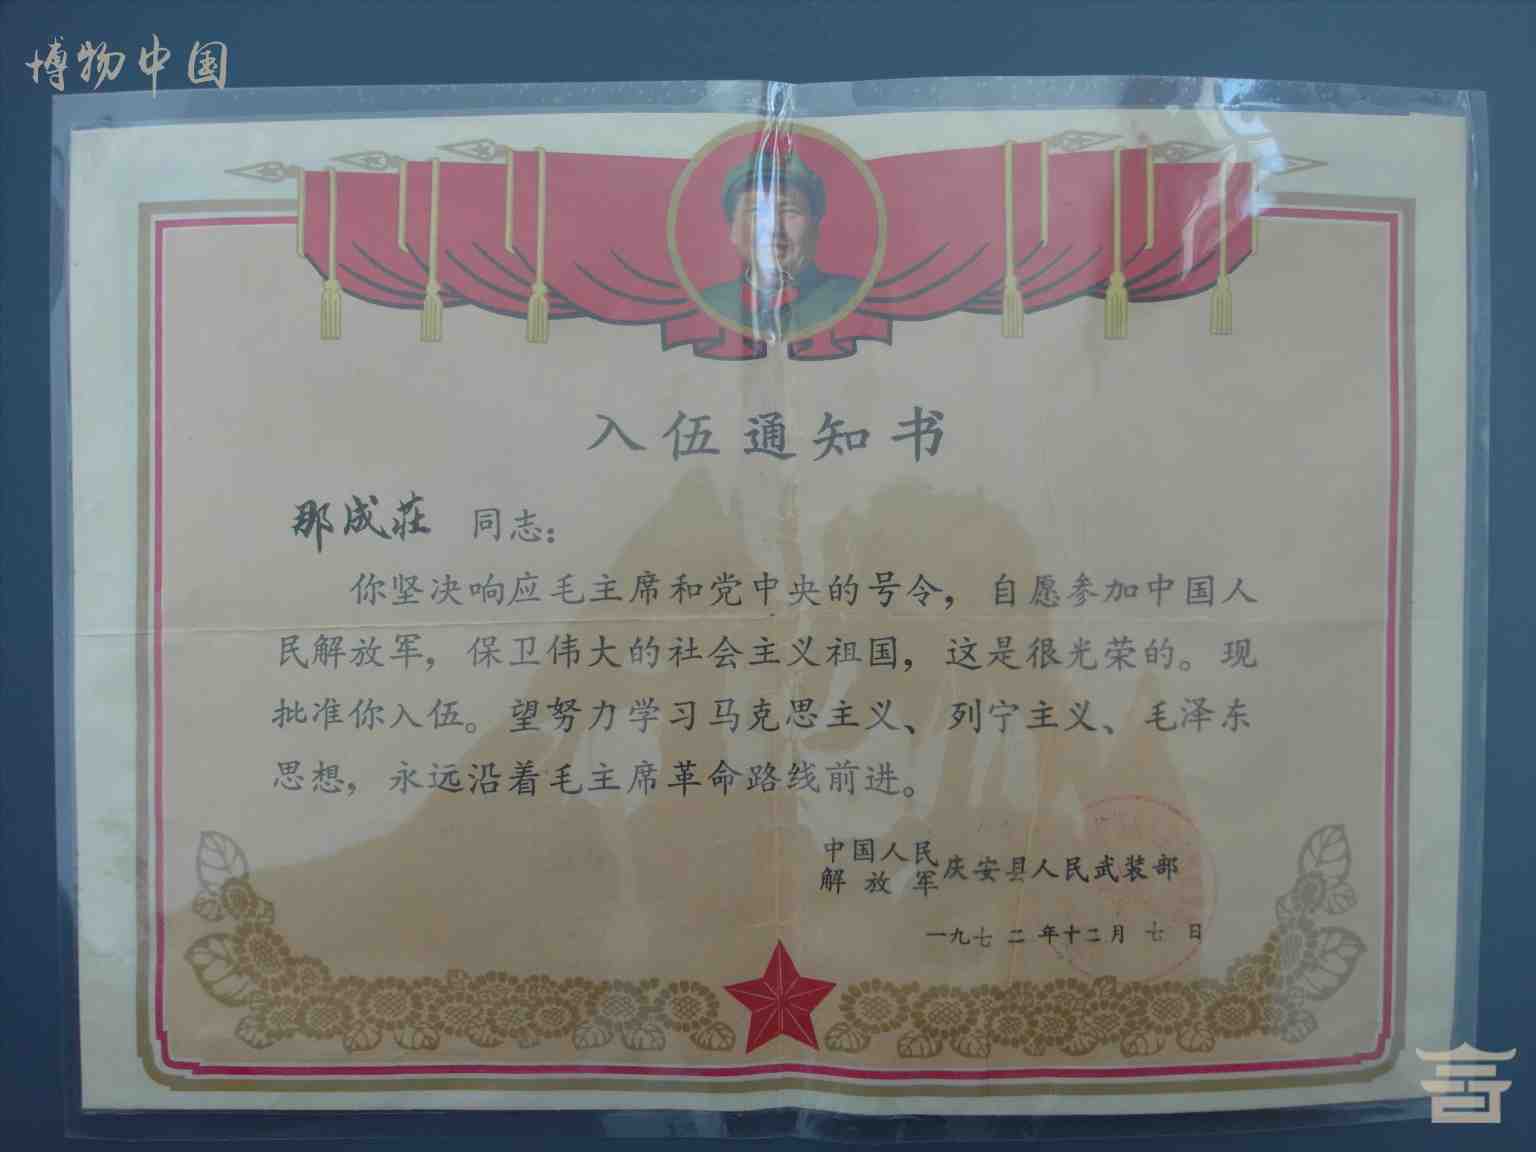 博物中国
入伍通知书
那成莊 同志：
你坚决响应毛主席和党中央的号令，自愿参加中国人
民解放军，保卫伟大的社会主义祖国，这是很光荣的。现
批准你入伍。望努力学习马克思主义、列宁主义、毛泽东
思想，永远沿着毛主席革命路线前进。
中国人民
解放军
庆安县人民武装部
一九七二年十二月七日